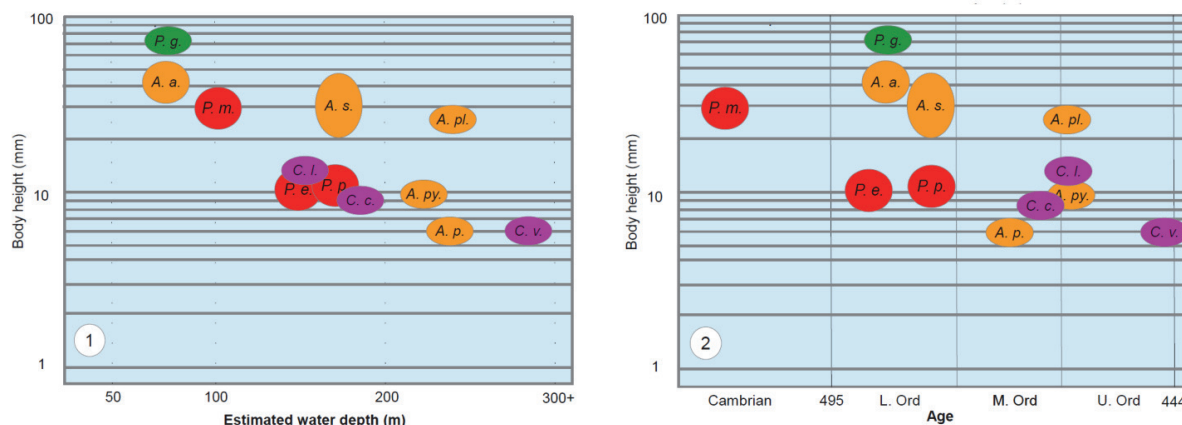 100
10
1
Body height (mm)
P. g.
A. a.
P. m.
A. s.
A. pl.
C. l.
P. e.
P. p.
C. c.
A. py.
A. p.
C. v.
1
50
100
200
300+
Estimated water depth (m)
100
10
1
Body height (mm)
P. g.
A. a.
P. m.
A. s.
A. pl.
C. l.
P. e.
P. p.
A. py.
C. c.
A. p.
C. v.
2
Cambrian
495
L. Ord
M. Ord
U. Ord
444
Age